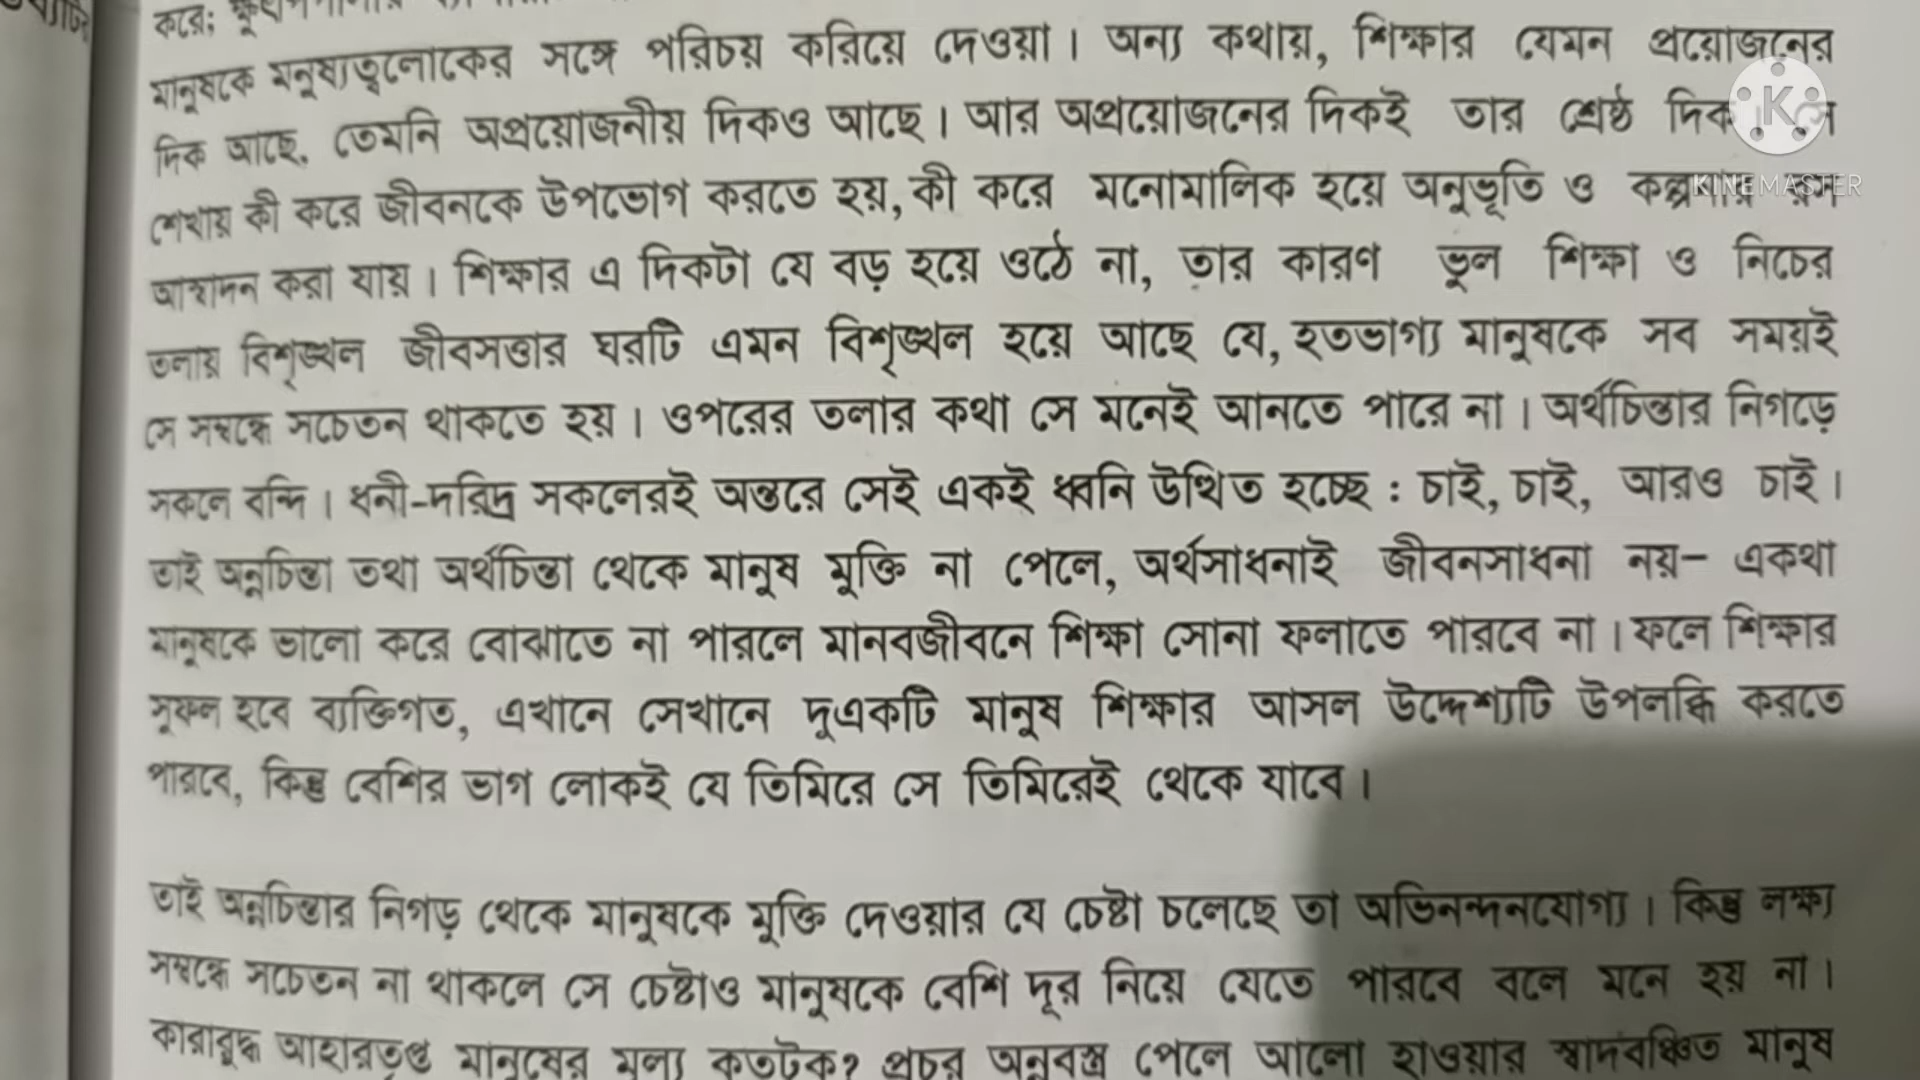 করে;
মানুষকে মনুষ্যত্বলোকের সঙ্গে পরিচয় করিয়ে দেওয়া। অন্য কথায়, শিক্ষার যেমন প্রয়োজনের
দিক আছে, তেমনি অপ্রয়োজনীয় দিকও আছে। আর অপ্রয়োজনের দিকই তার শ্রেষ্ঠ দিক সে
শেখায় কী করে জীবনকে উপভোগ করতে হয়, কী করে মনোমালিক হয়ে অনুভূতি ও কল্পনার রস
আস্বাদন করা যায়। শিক্ষার এ দিকটা যে বড় হয়ে ওঠে না, তার কারণ ভুল শিক্ষা ও নিচের
তলায় বিশৃঙ্খল জীবসত্তার ঘরটি এমন বিশৃঙ্খল হয়ে আছে যে, হতভাগ্য মানুষকে সব সময়ই
সে সম্বন্ধে সচেতন থাকতে হয়। ওপরের তলার কথা সে মনেই আনতে পারে না। অর্থচিন্তার নিগড়ে
সকলে বন্দি। ধনী-দরিদ্র সকলেরই অন্তরে সেই একই ধ্বনি উত্থিত হচ্ছে : চাই, চাই, আরও চাই।
তাই অন্নচিন্তা তথা অর্থচিন্তা থেকে মানুষ মুক্তি না পেলে, অর্থসাধনাই জীবনসাধনা নয়– একথা
মানুষকে ভালো করে বোঝাতে না পারলে মানবজীবনে শিক্ষা সোনা ফলাতে পারবে না। ফলে শিক্ষার
সুফল হবে ব্যক্তিগত, এখানে সেখানে দুএকটি মানুষ শিক্ষার আসল উদ্দেশ্যটি উপলব্ধি করতে
পারবে, কিন্তু বেশির ভাগ লোকই যে তিমিরে সে তিমিরেই থেকে যাবে।
তাই অন্নচিন্তার নিগড় থেকে মানুষকে মুক্তি দেওয়ার যে চেষ্টা চলেছে তা অভিনন্দনযোগ্য। কিন্তু লক্ষ্য
সম্বন্ধে সচেতন না থাকলে সে চেষ্টাও মানুষকে বেশি দূর নিয়ে যেতে পারবে বলে মনে হয় না।
কারারুদ্ধ আহারতৃপ্ত মানুষের মূল্য কতটুকু? প্রচুর অন্নবস্ত্র পেলে আলো হাওয়ার স্বাদবঞ্চিত মানুষ
K
KINEMASTER